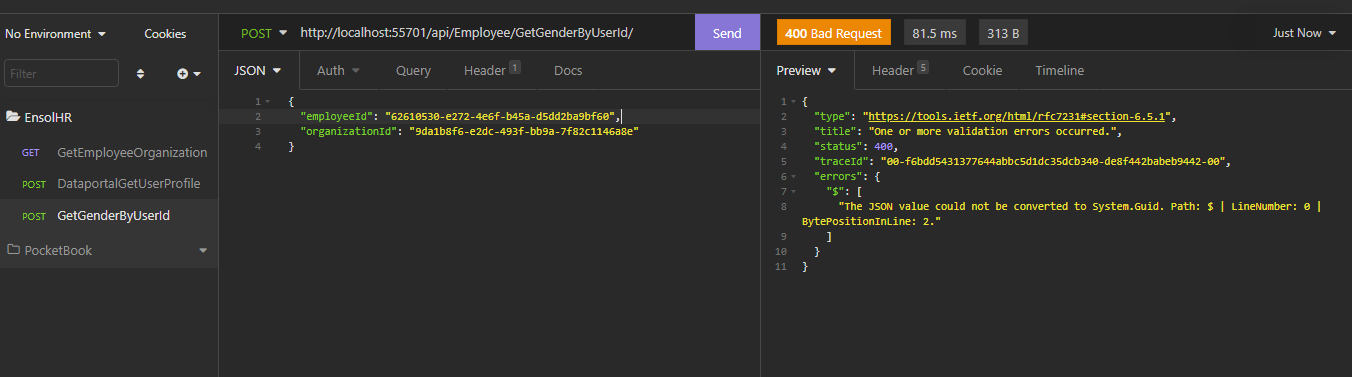 No Environment Cookies
Filter
EnsolHR
GET GetEmployeeOrganization
POST DataportalGetUserProfile
POST GetGenderByUserId
PocketBook
POST http://localhost:55701/api/Employee/GetGenderByUserId/ Send
JSON Auth Query Header 1 Docs
1 {
2 "employeeId": "62610530-e272-4e6f-b45a-d5dd2ba9bf60",
3 "organizationId": "9da1b8f6-e2dc-493f-bb9a-7f82c1146a8e"
4 }
400 Bad Request 81.5 ms 313 B Just Now
Preview Header 5 Cookie Timeline
1 {
2 "type": "https://tools.ietf.org/html/rfc7231#section-6.5.1",
3 "title": "One or more validation errors occurred.",
4 "status": 400,
5 "traceId": "00-f6bdd5431377644abbc5d1dc35dcb340-de8f442babeb9442-00",
6 "errors": {
7 "$": [
8 "The JSON value could not be converted to System.Guid. Path: $ | LineNumber: 0 |
BytePositionInLine: 2."
9 ]
10 }
11 }